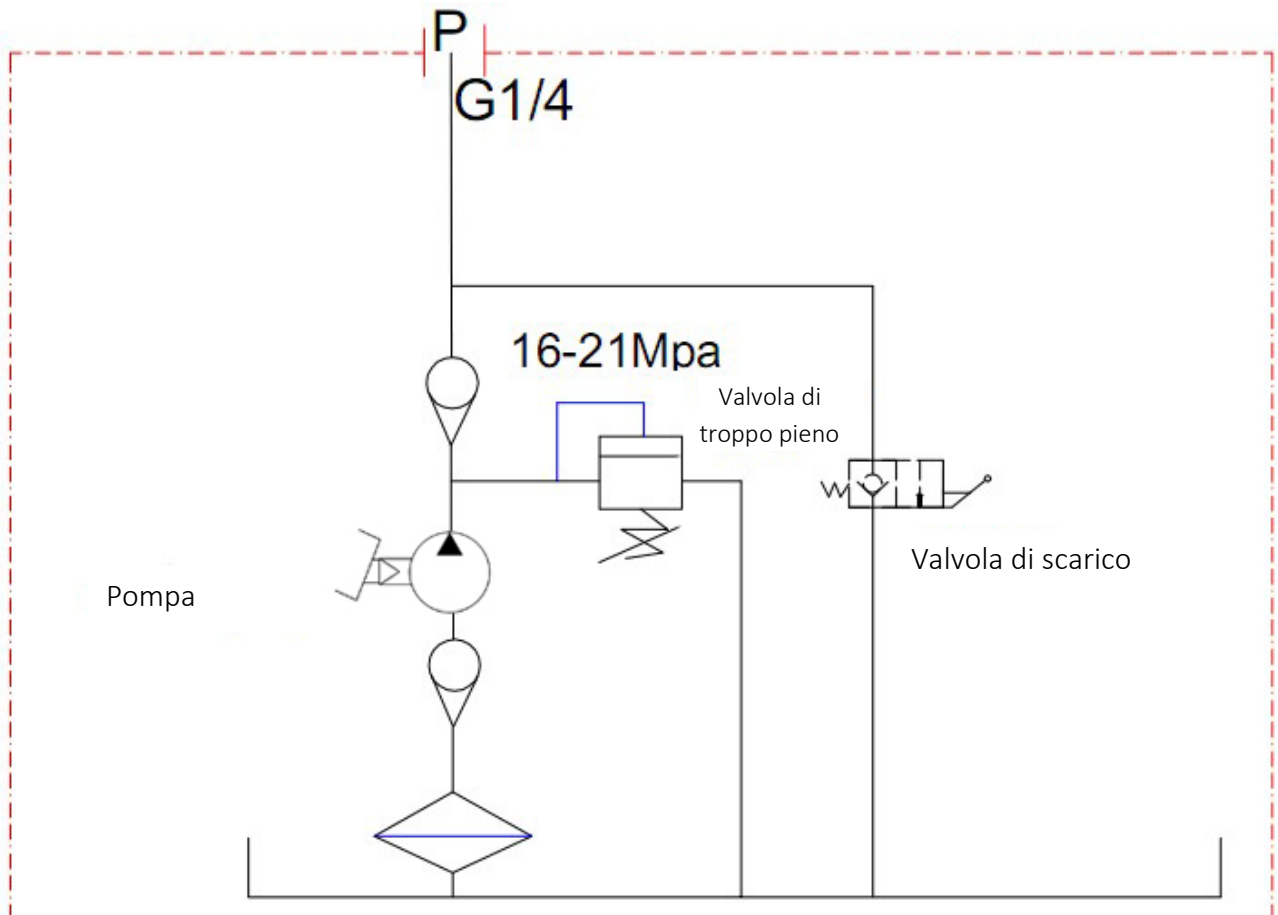 P
G1/4
16-21Mpa
Valvola di
troppo pieno
Valvola di scarico
Pompa